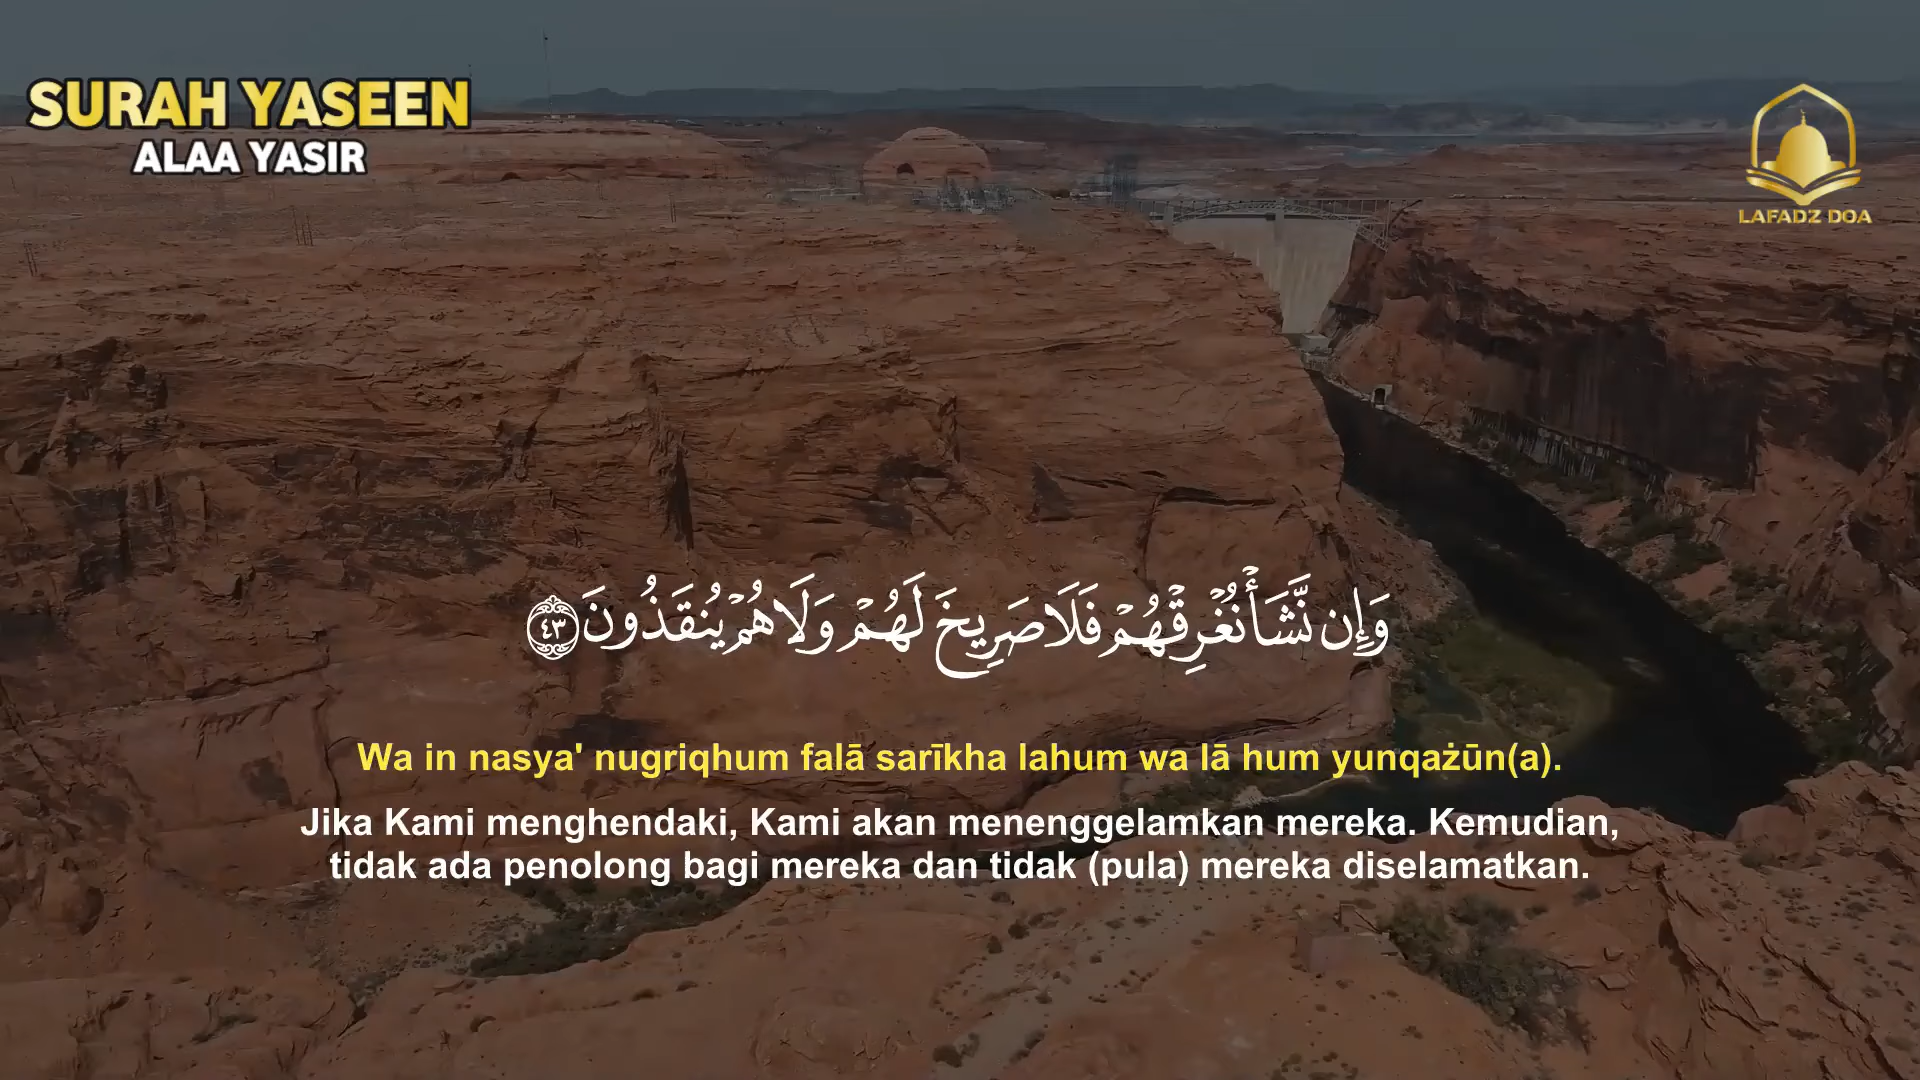 SURAH YASEEN
ALAA YASIR
LAFADZ DOA
وَإِن نَّشَأْ نُغْرِقْهُمْ فَلَا صَرِيخَ لَهُمْ وَلَا هُمْ يُنقَذُونَ ٤٣
Wa in nasya' nugriqhum falā sarīkha lahum wa lā hum yunqażūn(a).
Jika Kami menghendaki, Kami akan menenggelamkan mereka. Kemudian,
tidak ada penolong bagi mereka dan tidak (pula) mereka diselamatkan.